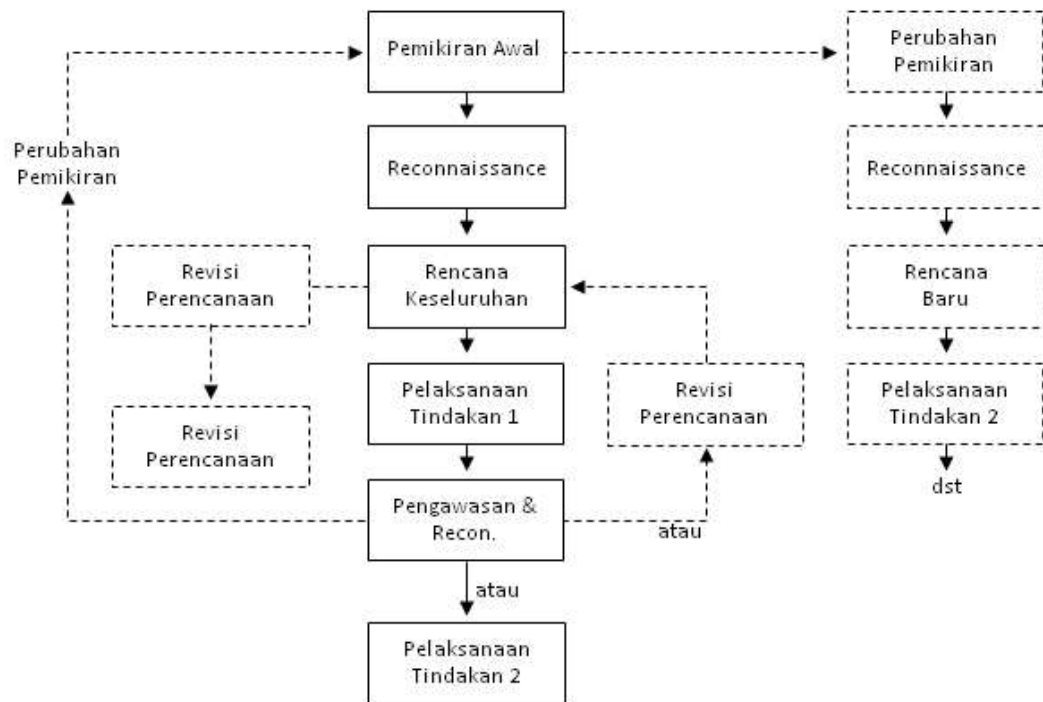 Pemikiran Awal
Perubahan
Pemikiran
Reconnaissance
Reconnaissance
Perubahan
Pemikiran
Revisi
Perencanaan
Rencana
Keseluruhan
Rencana
Baru
Revisi
Perencanaan
Pelaksanaan
Tindakan 1
Revisi
Perencanaan
Pelaksanaan
Tindakan 2
Pengawasan &
Recon.
atau
dst
atau
Pelaksanaan
Tindakan 2